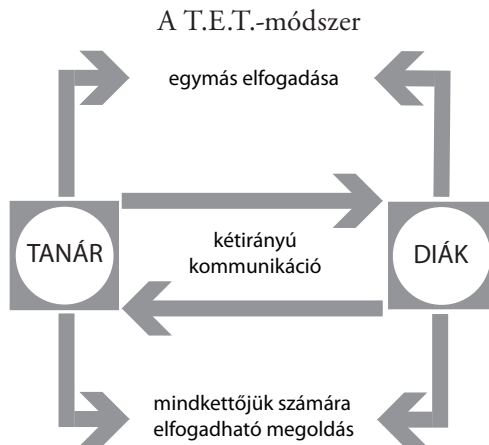 A T.E.T.-módszer
egymás elfogadása
TANÁR
kétirányú
kommunikáció
DIÁK
mindkettőjük számára
elfogadható megoldás